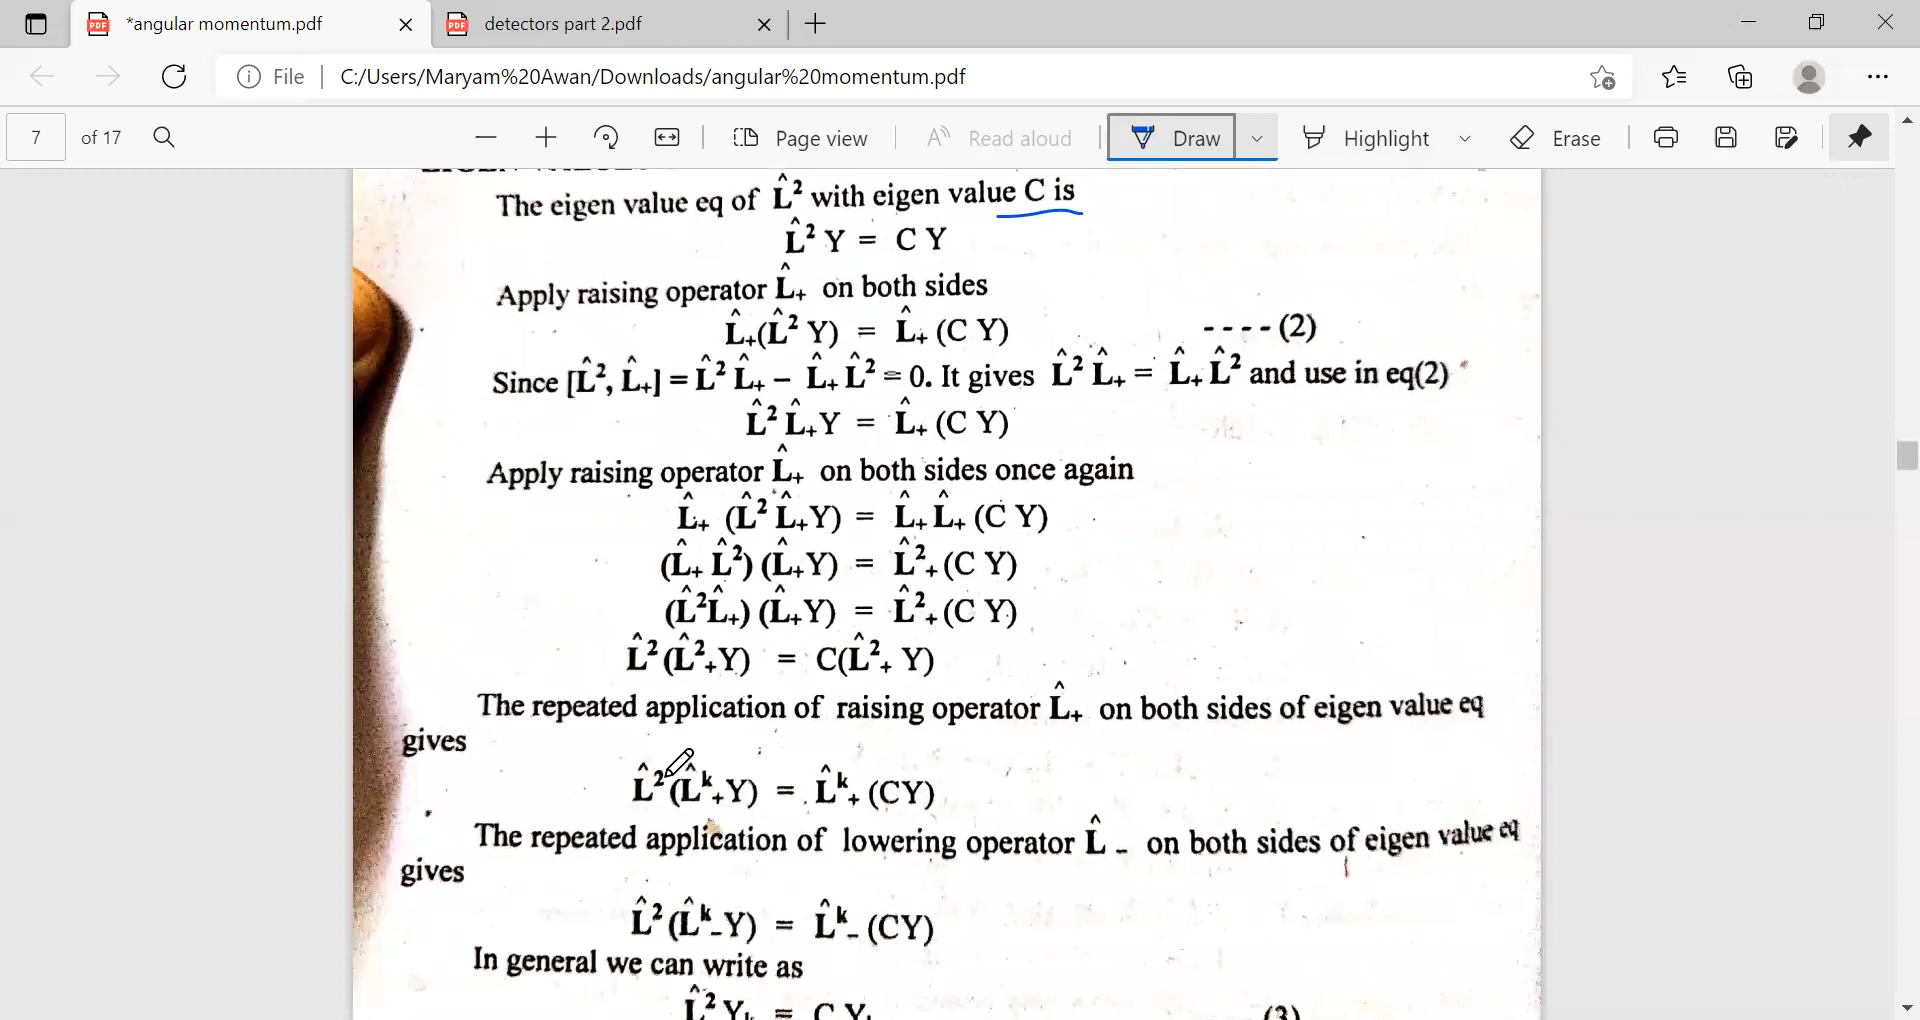 *angular momentum.pdf
detectors part 2.pdf
File
C:/Users/Maryam%20Awan/Downloads/angular%20momentum.pdf
7 of 17
Page view
Read aloud
Draw
Highlight
Erase
The eigen value eq of L̂² with eigen value C is
L̂² Y = C Y
Apply raising operator L̂₊ on both sides
L̂₊(L̂² Y) = L̂₊ (C Y) ---- (2)
Since [L̂², L̂₊] = L̂² L̂₊ – L̂₊ L̂² = 0. It gives L̂² L̂₊ = L̂₊ L̂² and use in eq(2)
L̂² L̂₊Y = L̂₊ (C Y)
Apply raising operator L̂₊ on both sides once again
L̂₊ (L̂² L̂₊Y) = L̂₊ L̂₊ (C Y)
(L̂₊ L̂²) (L̂₊Y) = L̂²₊ (C Y)
(L̂²L̂₊) (L̂₊Y) = L̂²₊ (C Y)
L̂² (L̂²₊Y) = C(L̂²₊ Y)
The repeated application of raising operator L̂₊ on both sides of eigen value eq
gives
L̂² (L̂ᵏ₊Y) = L̂ᵏ₊ (CY)
The repeated application of lowering operator L̂₋ on both sides of eigen value eq
gives
L̂² (L̂ᵏ₋Y) = L̂ᵏ₋ (CY)
In general we can write as
L̂² Yₖ = C Yₖ (3)